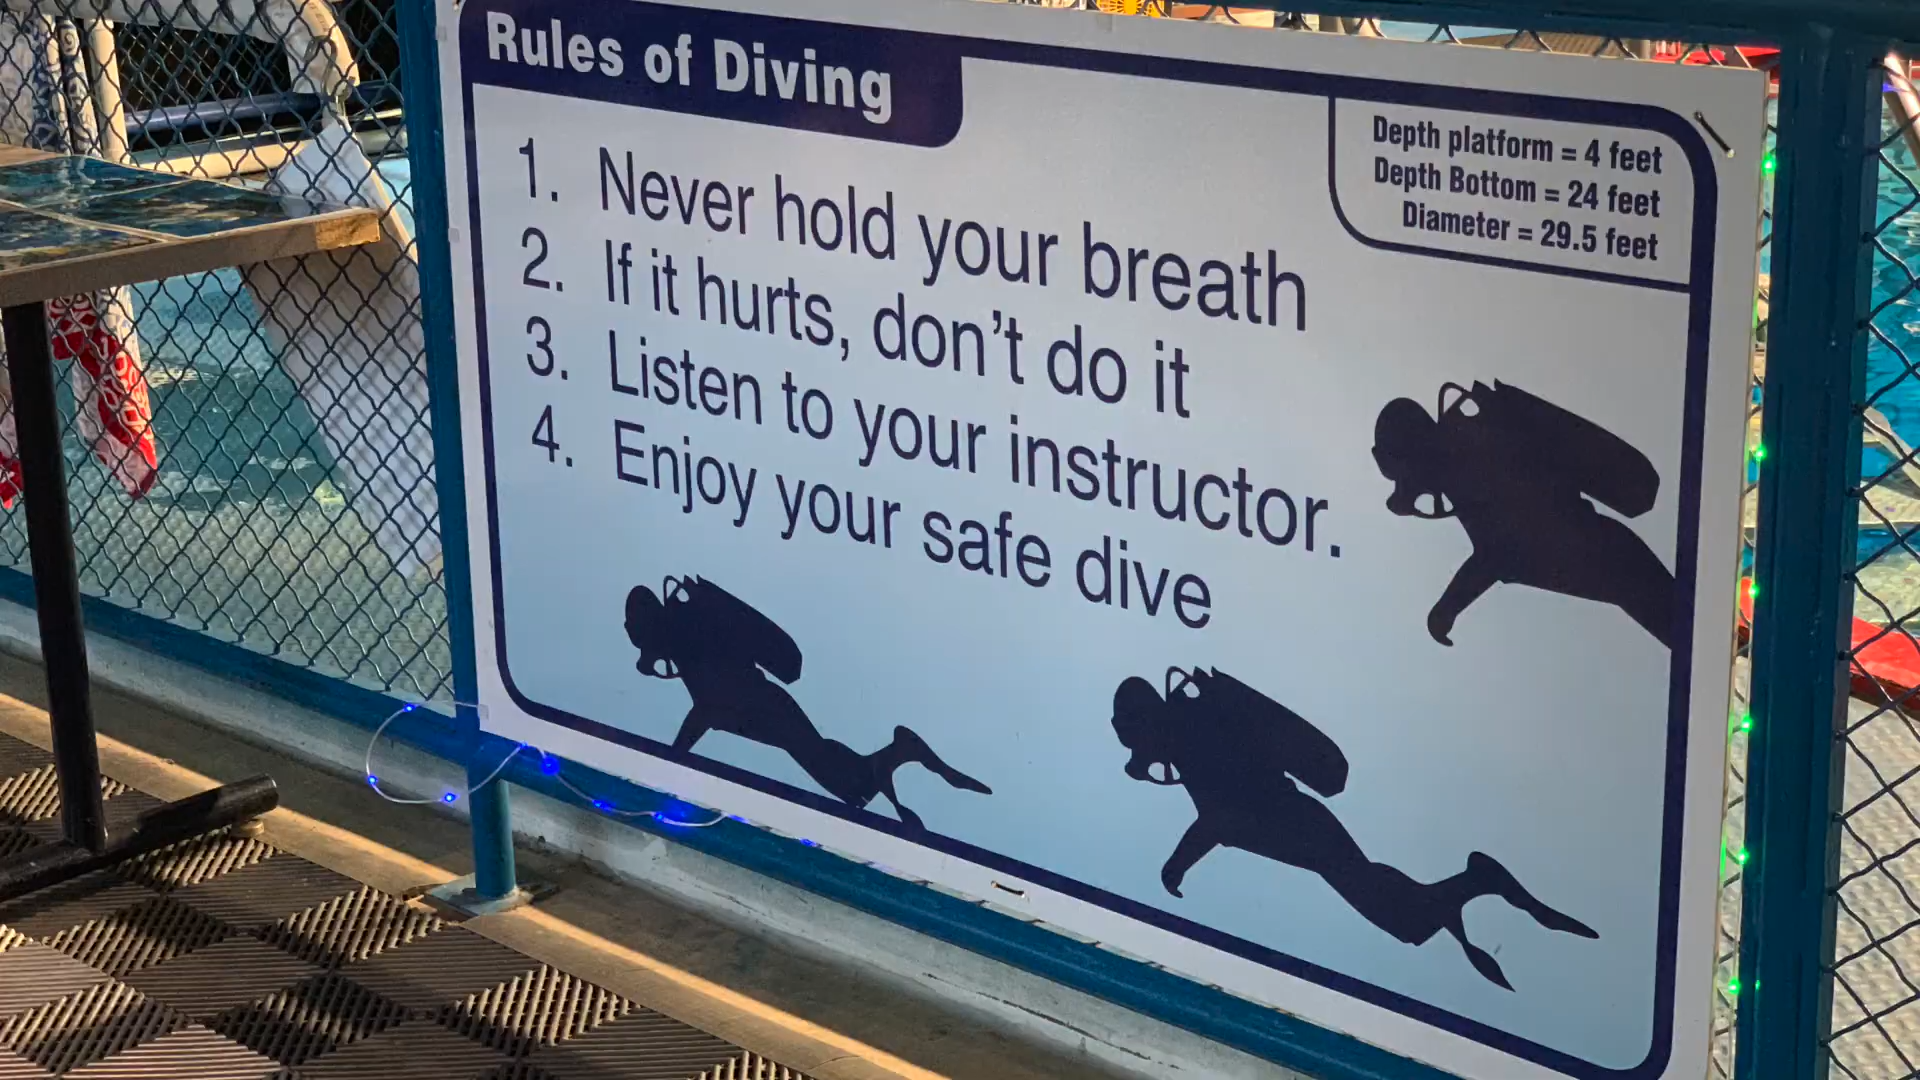 Rules of Diving
Depth platform = 4 feet
Depth Bottom = 24 feet
Diameter = 29.5 feet
1. Never hold your breath
2. If it hurts, don't do it
3. Listen to your instructor.
4. Enjoy your safe dive